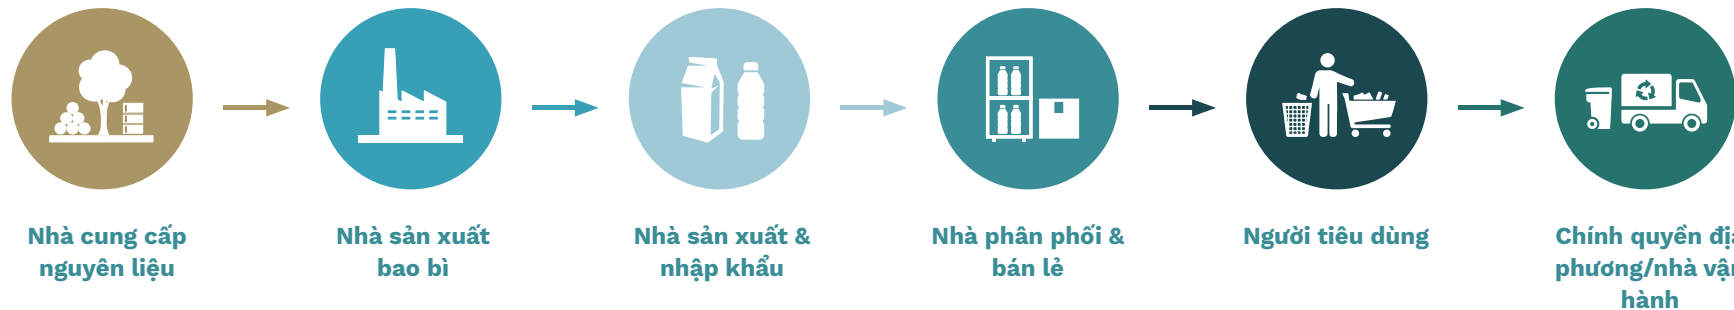 Nhà cung cấp
nguyên liệu
Nhà sản xuất
bao bì
Nhà sản xuất &
nhập khẩu
Nhà phân phối &
bán lẻ
Người tiêu dùng
Chính quyền
phương/nhà
hành